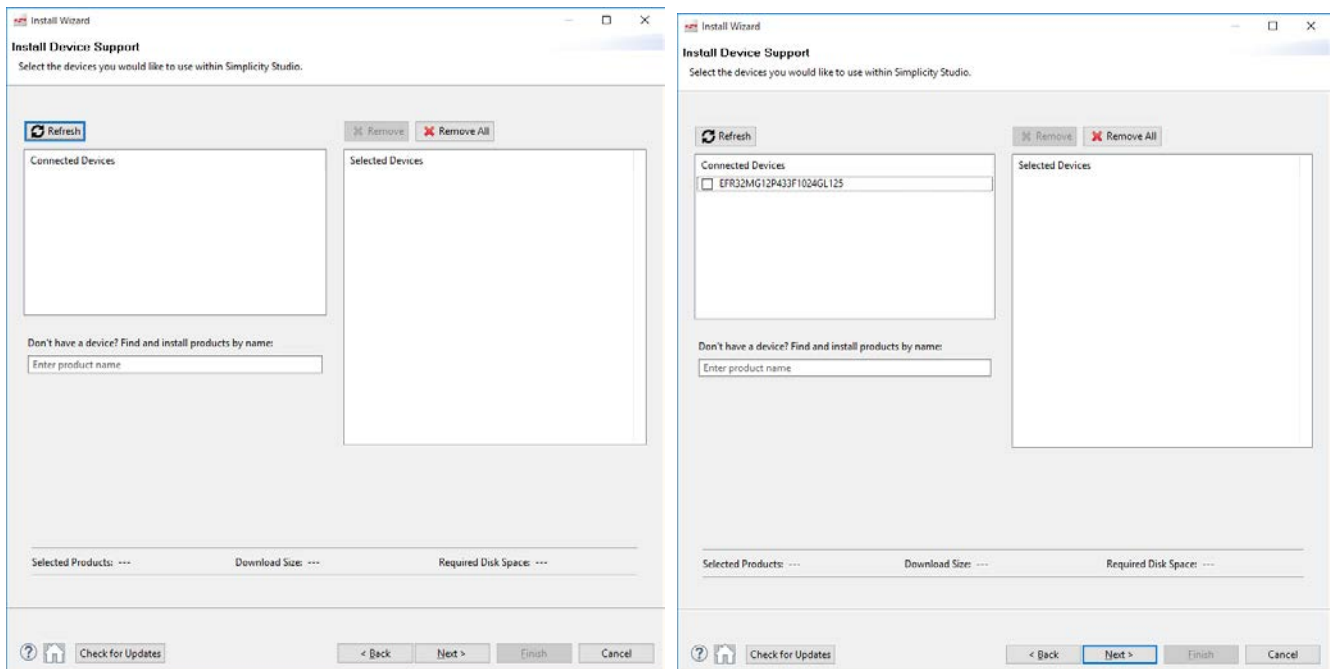 Install Wizard
Install Device Support
Select the devices you would like to use within Simplicity Studio.
Refresh
Remove
Remove All
Connected Devices
Selected Devices
Don't have a device? Find and install products by name:
Enter product name
Selected Products: ---
Download Size: ---
Required Disk Space: ---
Check for Updates
< Back
Next >
Finish
Cancel
Install Wizard
Install Device Support
Select the devices you would like to use within Simplicity Studio.
Refresh
Remove
Remove All
Connected Devices
Selected Devices
EFR32MG12P433F1024GL125
Don't have a device? Find and install products by name:
Enter product name
Selected Products: ---
Download Size: ---
Required Disk Space: ---
Check for Updates
< Back
Next >
Finish
Cancel